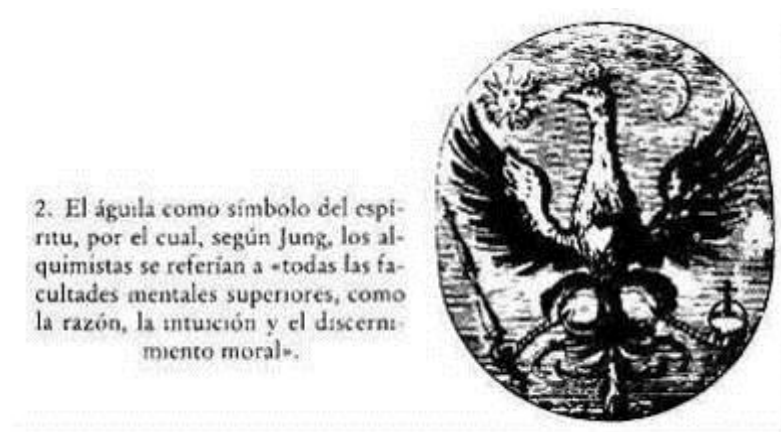 2. El águila como símbolo del espí-
ritu, por el cual, según Jung, los al-
quimistas se referían a «todas las fa-
cultades mentales superiores, como
la razón, la intuición y el discerni-
miento moral».